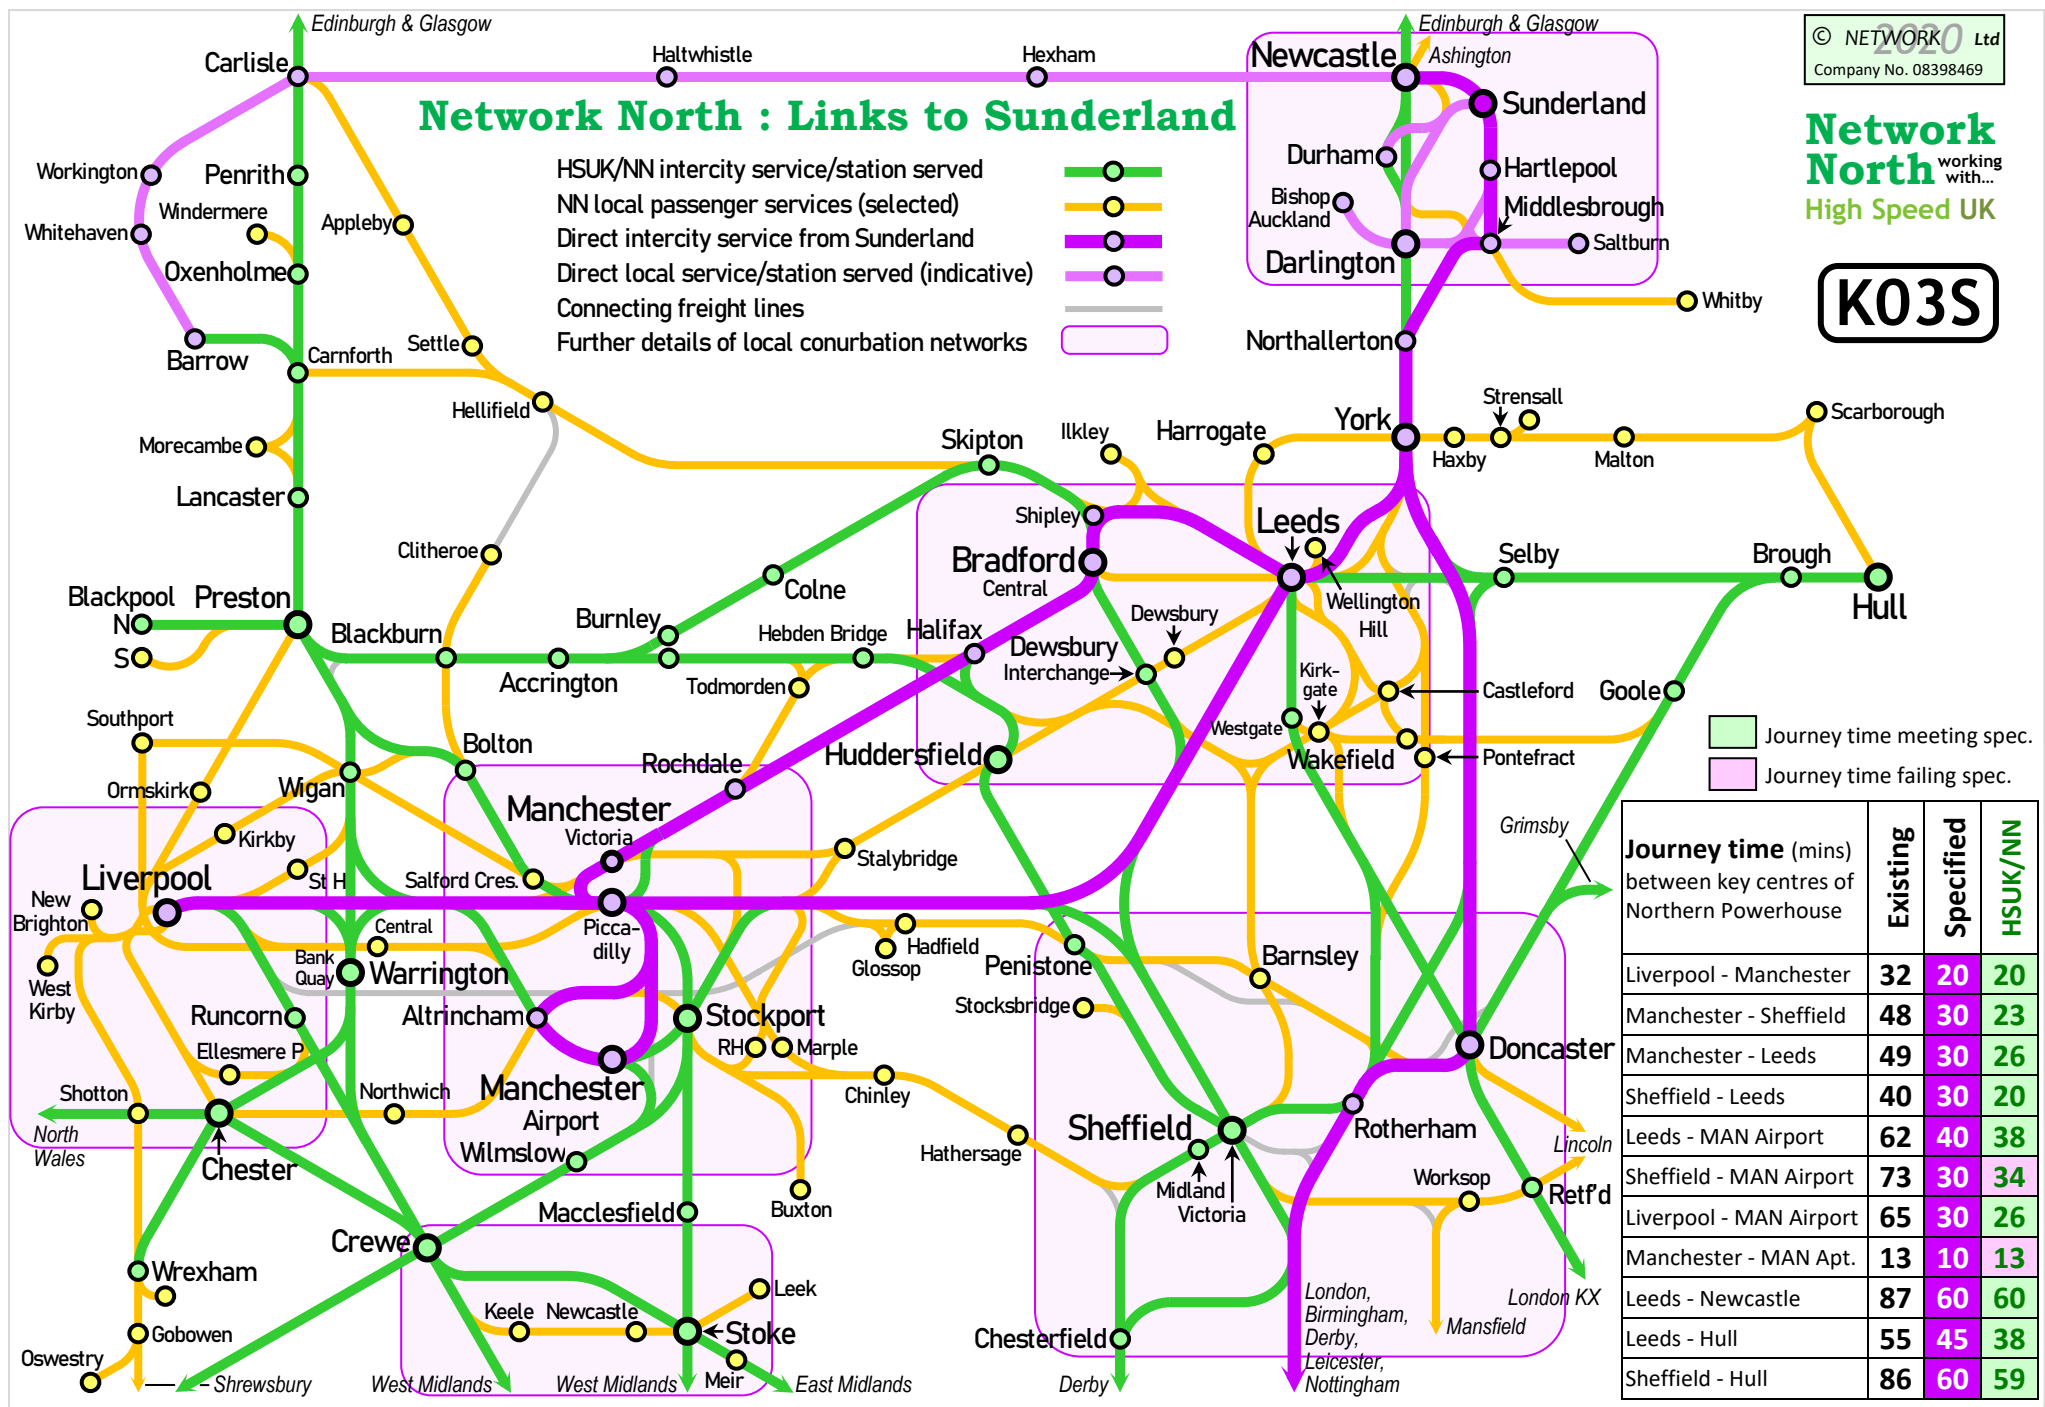 Edinburgh & Glasgow
Edinburgh & Glasgow
© NETWORK 2020 Ltd
Company No. 08398469
Carlisle
Haltwhistle
Hexham
Newcastle
Ashington
Network North : Links to Sunderland
Sunderland
Network
North working
with...
High Speed UK
HSUK/NN intercity service/station served
NN local passenger services (selected)
Direct intercity service from Sunderland
Direct local service/station served (indicative)
Connecting freight lines
Further details of local conurbation networks
Durham
Hartlepool
Bishop
Auckland
Middlesbrough
Saltburn
Darlington
Whitby
K03S
Workington
Penrith
Windermere
Whitehaven
Appleby
Oxenholme
Barrow
Carnforth
Settle
Hellifield
Northallerton
Morecambe
Lancaster
Clitheroe
Skipton
Ilkley
Harrogate
York
Haxby
Strensall
Malton
Scarborough
Shipley
Leeds
Bradford
Central
Selby
Brough
Hull
Wellington
Hill
Blackpool
N
S
Preston
Blackburn
Burnley
Colne
Accrington
Hebden Bridge
Todmorden
Halifax
Dewsbury
Dewsbury
Interchange
Kirk-
gate
Westgate
Wakefield
Castleford
Pontefract
Goole
Huddersfield
Southport
Ormskirk
Wigan
Bolton
Rochdale
Kirkby
St H
Liverpool
New
Brighton
West
Kirby
Manchester
Victoria
Salford Cres.
Picca-
dilly
Stalybridge
Central
Bank
Quay
Warrington
Hadfield
Glossop
Penistone
Stocksbridge
Barnsley
Grimsby
Runcorn
Altrincham
Stockport
RH
Marple
Ellesmere P
Chinley
Shotton
Northwich
Manchester
Airport
Wilmslow
Hathersage
North
Wales
Chester
Sheffield
Midland
Victoria
Rotherham
Doncaster
Lincoln
Worksop
Retf'd
Buxton
Macclesfield
Crewe
Wrexham
Gobowen
Oswestry
Shrewsbury
Keele
Newcastle
Leek
Stoke
Meir
West Midlands
West Midlands
East Midlands
Chesterfield
Derby
London,
Birmingham,
Derby,
Leicester,
Nottingham
Mansfield
London KX
Journey time meeting spec.
Journey time failing spec.
Journey time (mins)
between key centres of
Northern Powerhouse
Existing
Specified
HSUK/NN
Liverpool - Manchester 32 20 20
Manchester - Sheffield 48 30 23
Manchester - Leeds 49 30 26
Sheffield - Leeds 40 30 20
Leeds - MAN Airport 62 40 38
Sheffield - MAN Airport 73 30 34
Liverpool - MAN Airport 65 30 26
Manchester - MAN Apt. 13 10 13
Leeds - Newcastle 87 60 60
Leeds - Hull 55 45 38
Sheffield - Hull 86 60 59